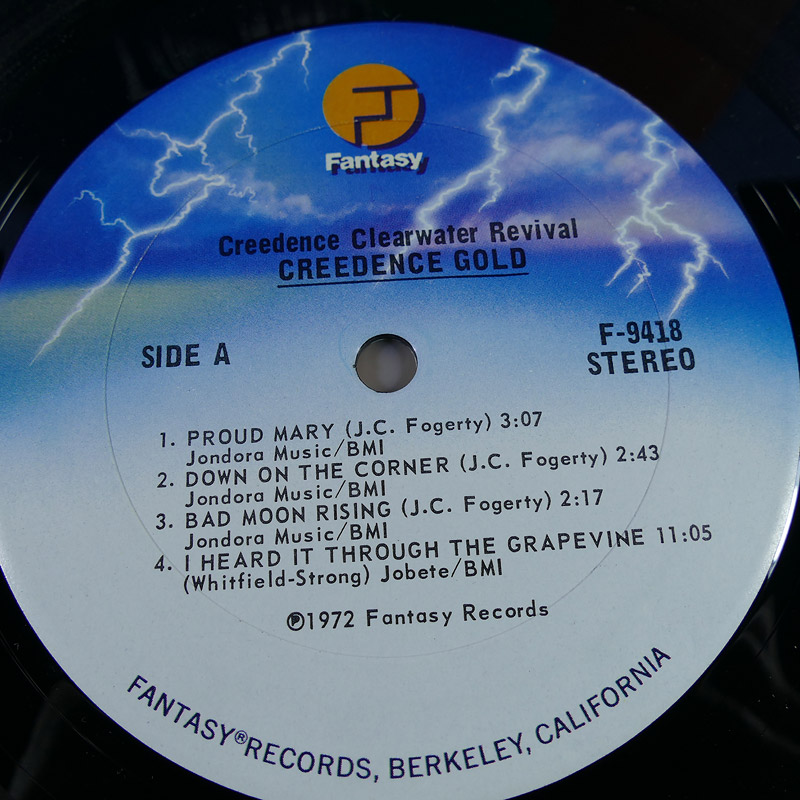 Fantasy
Creedence Clearwater Revival
CREEDENCE GOLD
SIDE A
F-9418
STEREO
1. PROUD MARY (J.C. Fogerty) 3:07
Jondora Music/BMI
2. DOWN ON THE CORNER (J.C. Fogerty) 2:43
Jondora Music/BMI
3. BAD MOON RISING (J.C. Fogerty) 2:17
Jondora Music/BMI
4. I HEARD IT THROUGH THE GRAPEVINE 11:05
(Whitfield-Strong) Jobete/BMI
℗1972 Fantasy Records
FANTASY® RECORDS, BERKELEY, CALIFORNIA